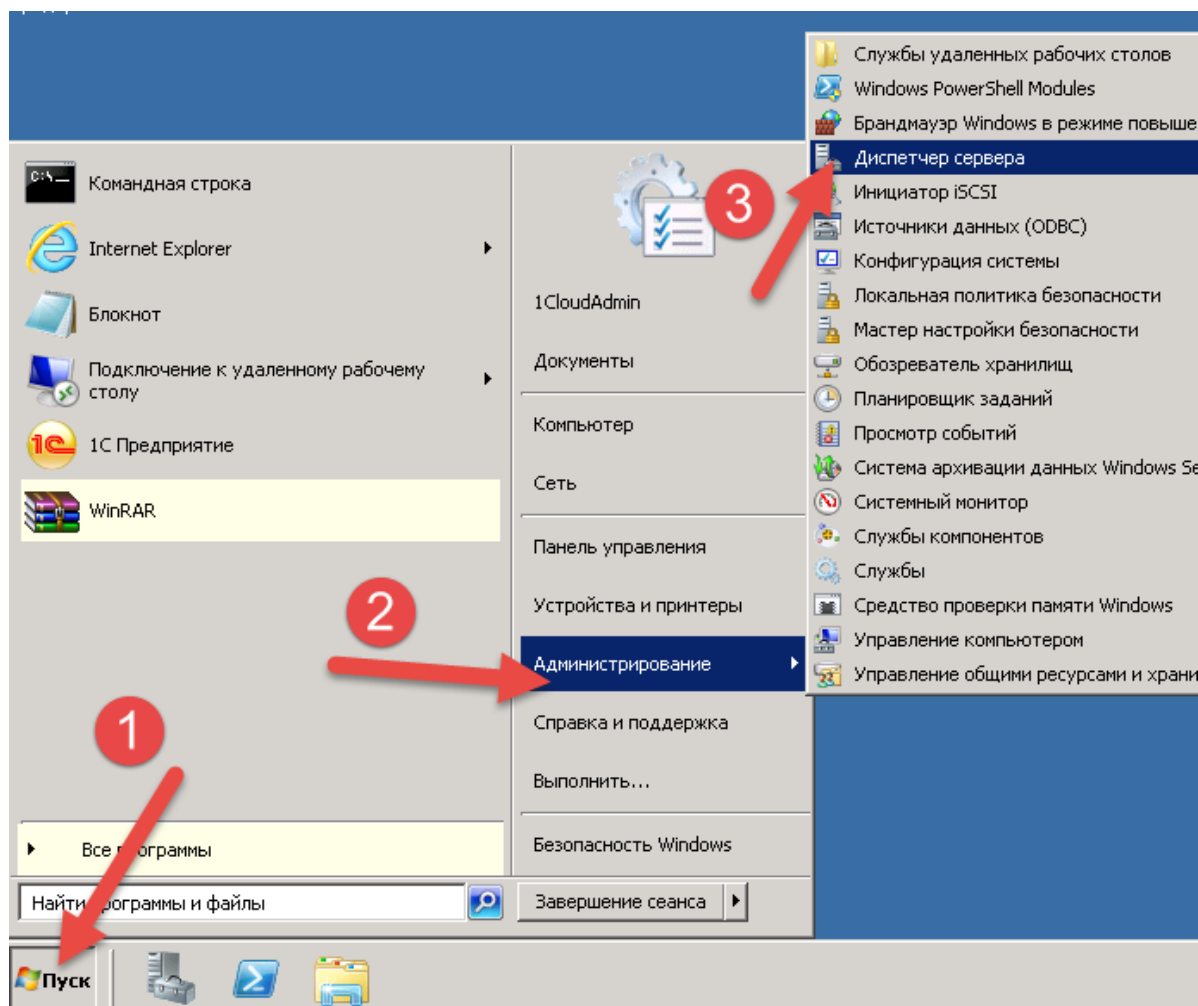 Службы удаленных рабочих столов
Windows PowerShell Modules
Брандмауэр Windows в режиме повыше
Диспетчер сервера
Инициатор iSCSI
Источники данных (ODBC)
Конфигурация системы
Локальная политика безопасности
Мастер настройки безопасности
Обозреватель хранилищ
Планировщик заданий
Просмотр событий
Система архивации данных Windows Se
Системный монитор
Службы компонентов
Службы
Средство проверки памяти Windows
Управление компьютером
Управление общими ресурсами и храни
3
C:\
Командная строка
Internet Explorer
Блокнот
Подключение к удаленному рабочему
столу
1С
1С Предприятие
WinRAR
1CloudAdmin
Документы
Компьютер
Сеть
Панель управления
Устройства и принтеры
2
Администрирование
Справка и поддержка
Выполнить...
Безопасность Windows
1
Все программы
Найти программы и файлы
Завершение сеанса
Пуск